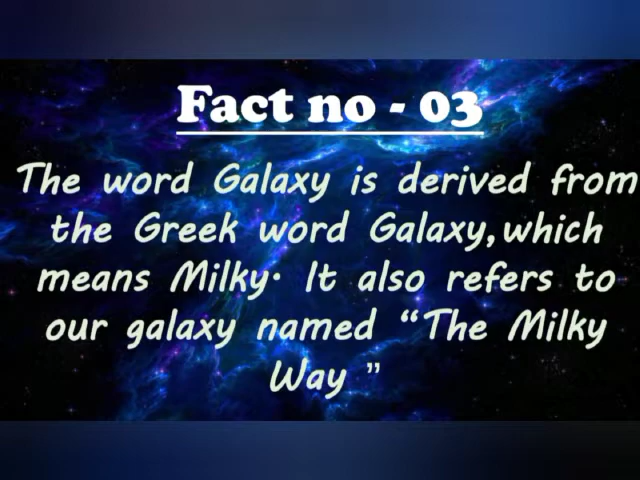 Fact no - 03
The word Galaxy is derived from
the Greek word Galaxy,which
means Milky. It also refers to
our galaxy named “The Milky
Way ”